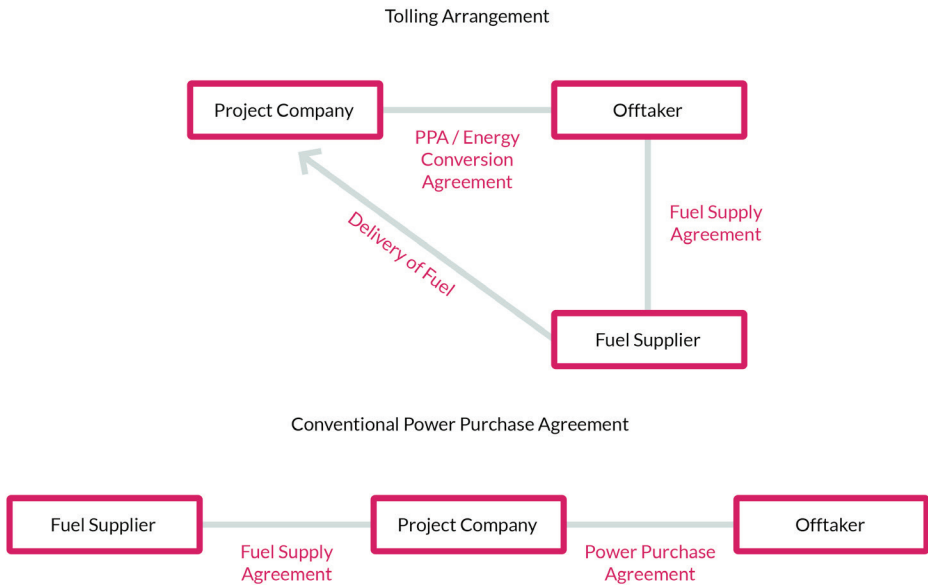 Tolling Arrangement
Project Company
Offtaker
PPA / Energy
Conversion
Agreement
Fuel Supply
Agreement
Delivery of Fuel
Fuel Supplier
Conventional Power Purchase Agreement
Fuel Supplier
Project Company
Offtaker
Fuel Supply
Agreement
Power Purchase
Agreement